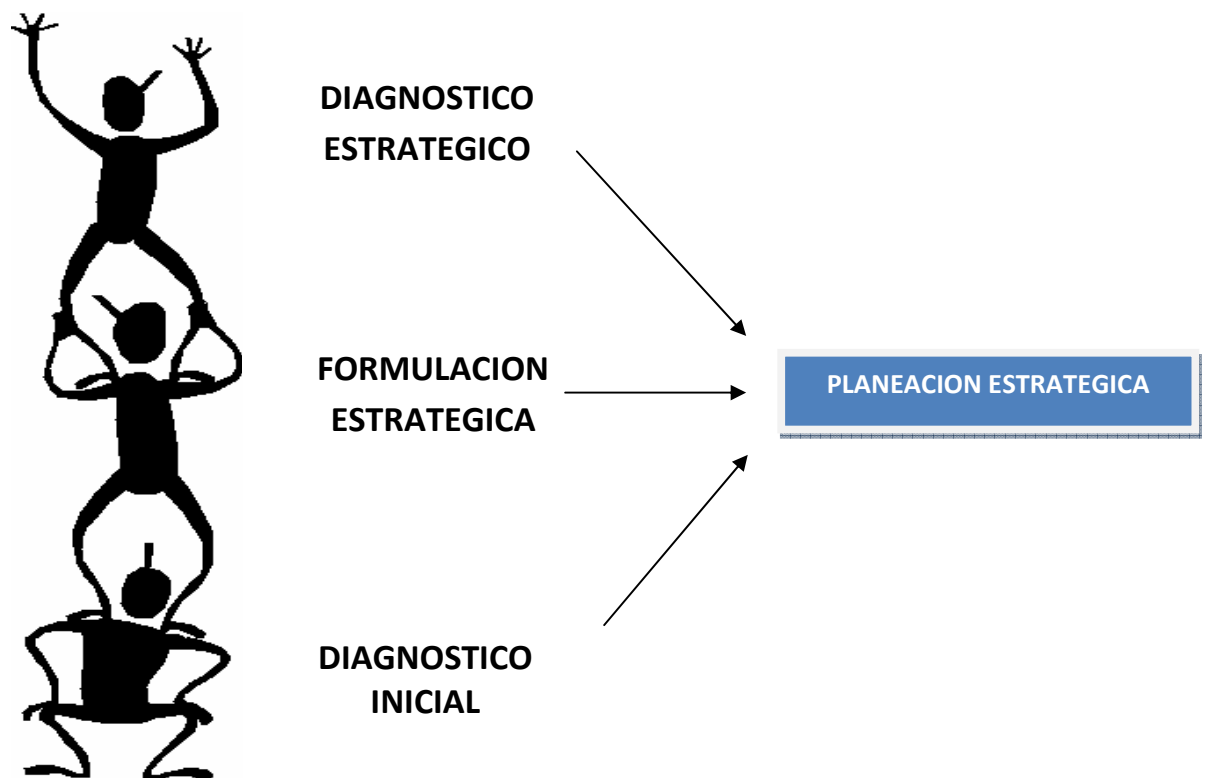 DIAGNOSTICO
ESTRATEGICO
FORMULACION
ESTRATEGICA
PLANEACION ESTRATEGICA
DIAGNOSTICO
INICIAL